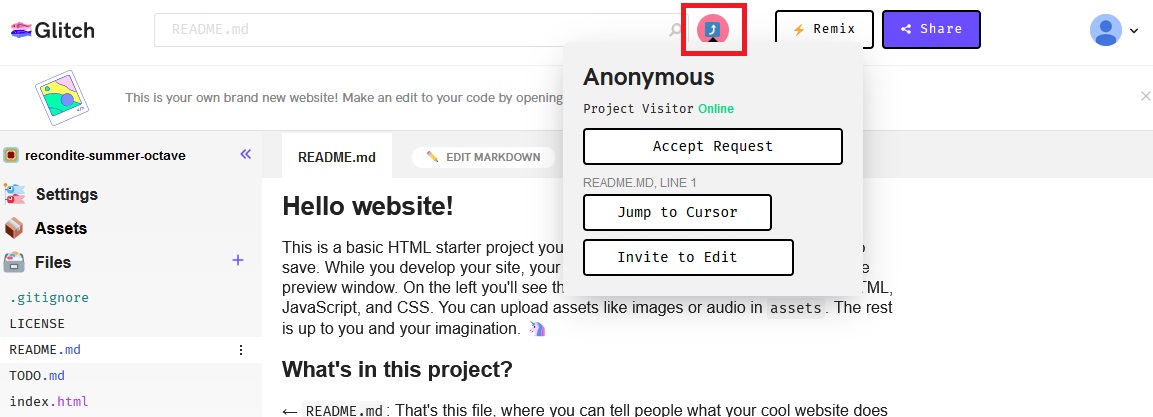 Glitch
README.md
Remix
Share
This is your own brand new website! Make an edit to your code by opening
Anonymous
Project Visitor Online
Accept Request
README.MD, LINE 1
Jump to Cursor
Invite to Edit
recondite-summer-octave
Settings
Assets
Files
.gitignore
LICENSE
README.md
TODO.md
index.html
README.md
EDIT MARKDOWN
Hello website!
This is a basic HTML starter project you
save. While you develop your site, your
preview window. On the left you'll see
JavaScript, and CSS. You can upload assets like images or audio in assets. The rest
is up to you and your imagination. 🦄
What's in this project?
← README.md: That's this file, where you can tell people what your cool website does